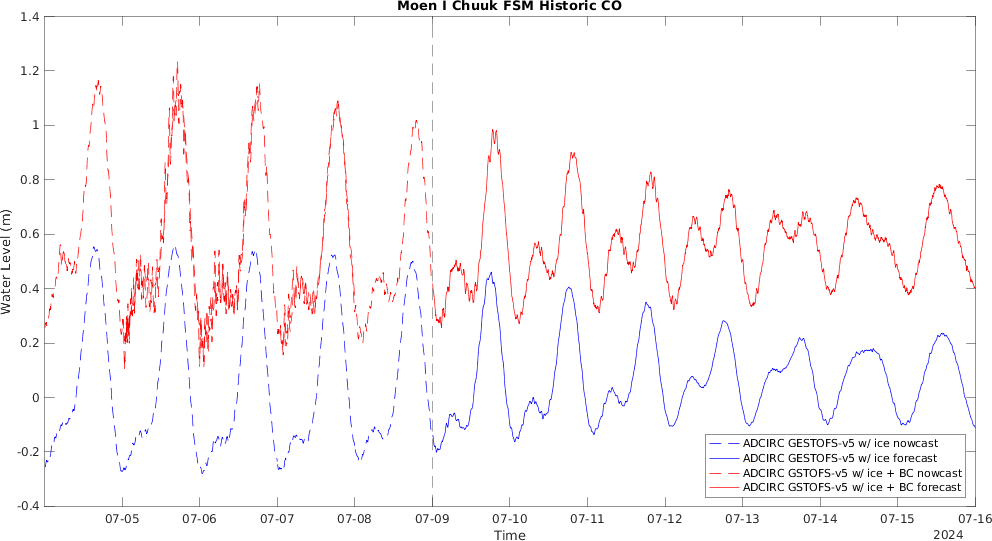 Moen I Chuuk FSM Historic CO
1.4
1.2
1
0.8
0.6
0.4
0.2
0
-0.2
-0.4
Water Level (m)
07-05 07-06 07-07 07-08 07-09 07-10 07-11 07-12 07-13 07-14 07-15 07-16
Time
2024
ADCIRC GESTOFS-v5 w/ ice nowcast
ADCIRC GESTOFS-v5 w/ ice forecast
ADCIRC GSTOFS-v5 w/ ice + BC nowcast
ADCIRC GSTOFS-v5 w/ ice + BC forecast